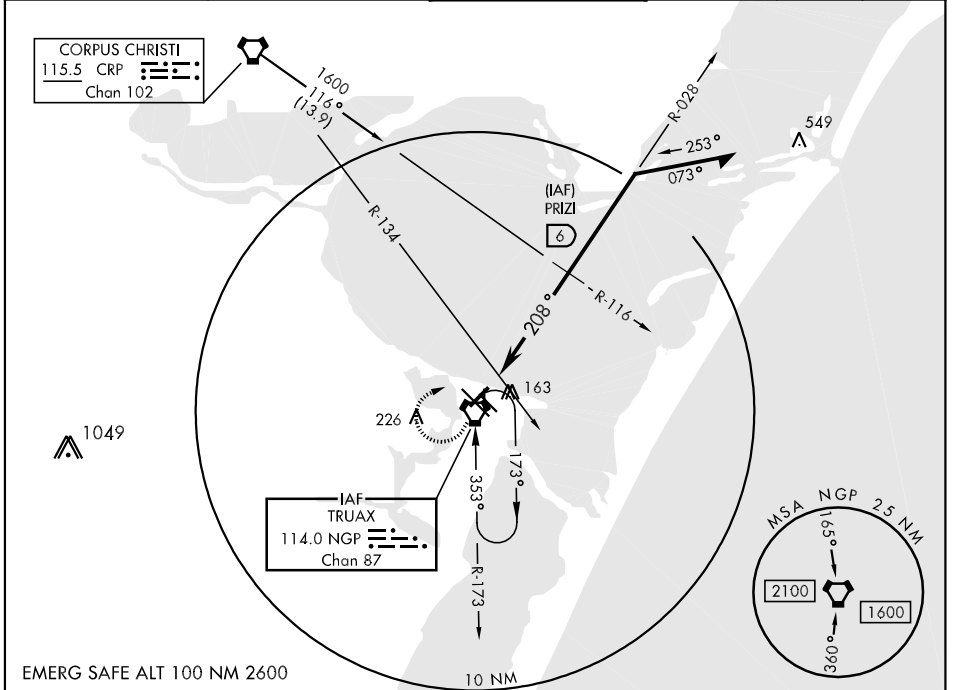 CORPUS CHRISTI
115.5 CRP
Chan 102
1600
116°
(13.9)
R-028
549
253°
073°
(IAF)
PRIZI
6
R-134
R-116
208°
163
226
1049
353°
173°
IAF
TRUAX
114.0 NGP
Chan 87
R-173
MSA NGP 25 NM
165°
2100
1600
360°
EMERG SAFE ALT 100 NM 2600
10 NM